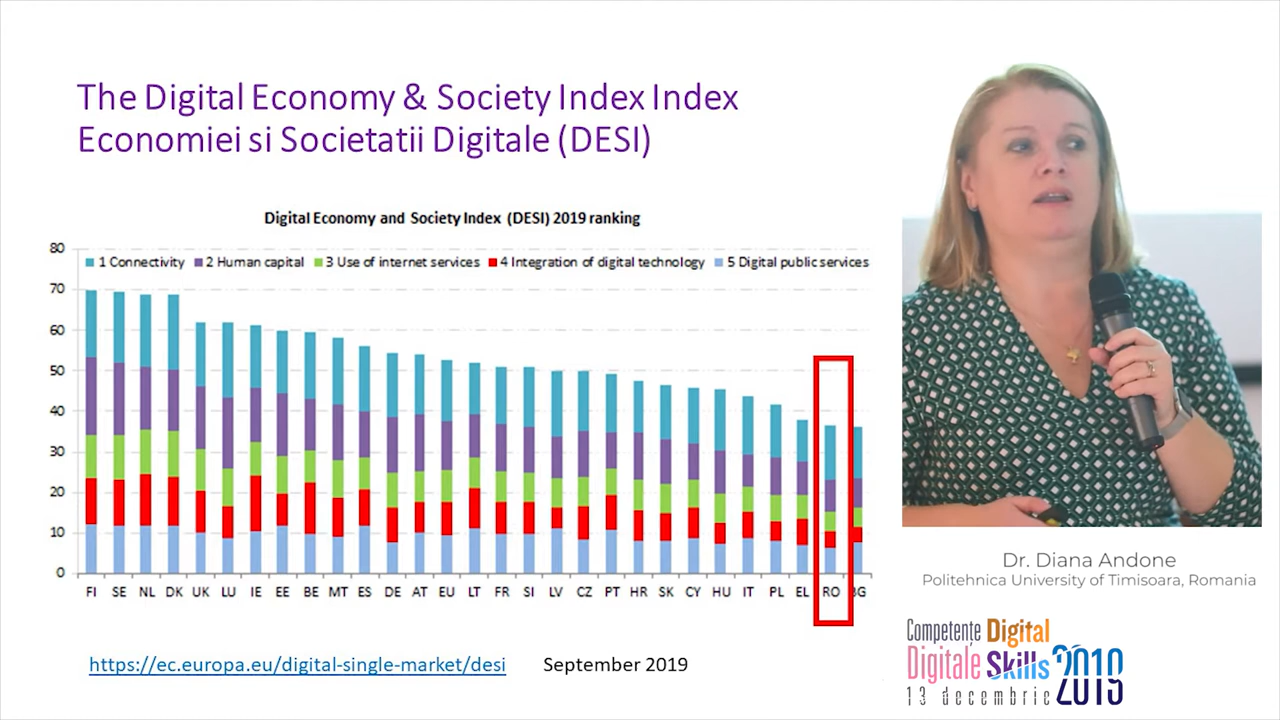 The Digital Economy & Society Index Index
Economiei si Societatii Digitale (DESI)
Digital Economy and Society Index (DESI) 2019 ranking
80
1 Connectivity 2 Human capital 3 Use of internet services 4 Integration of digital technology 5 Digital public services
70
60
50
40
30
20
10
0
FI SE NL DK UK LU IE EE BE MT ES DE AT EU LT FR SI LV CZ PT HR SK CY HU IT PL EL RO BG
https://ec.europa.eu/digital-single-market/desi September 2019
Dr. Diana Andone
Politehnica University of Timisoara, Romania
Competențe Digital
Digitale Skills 2019
13 decembrie